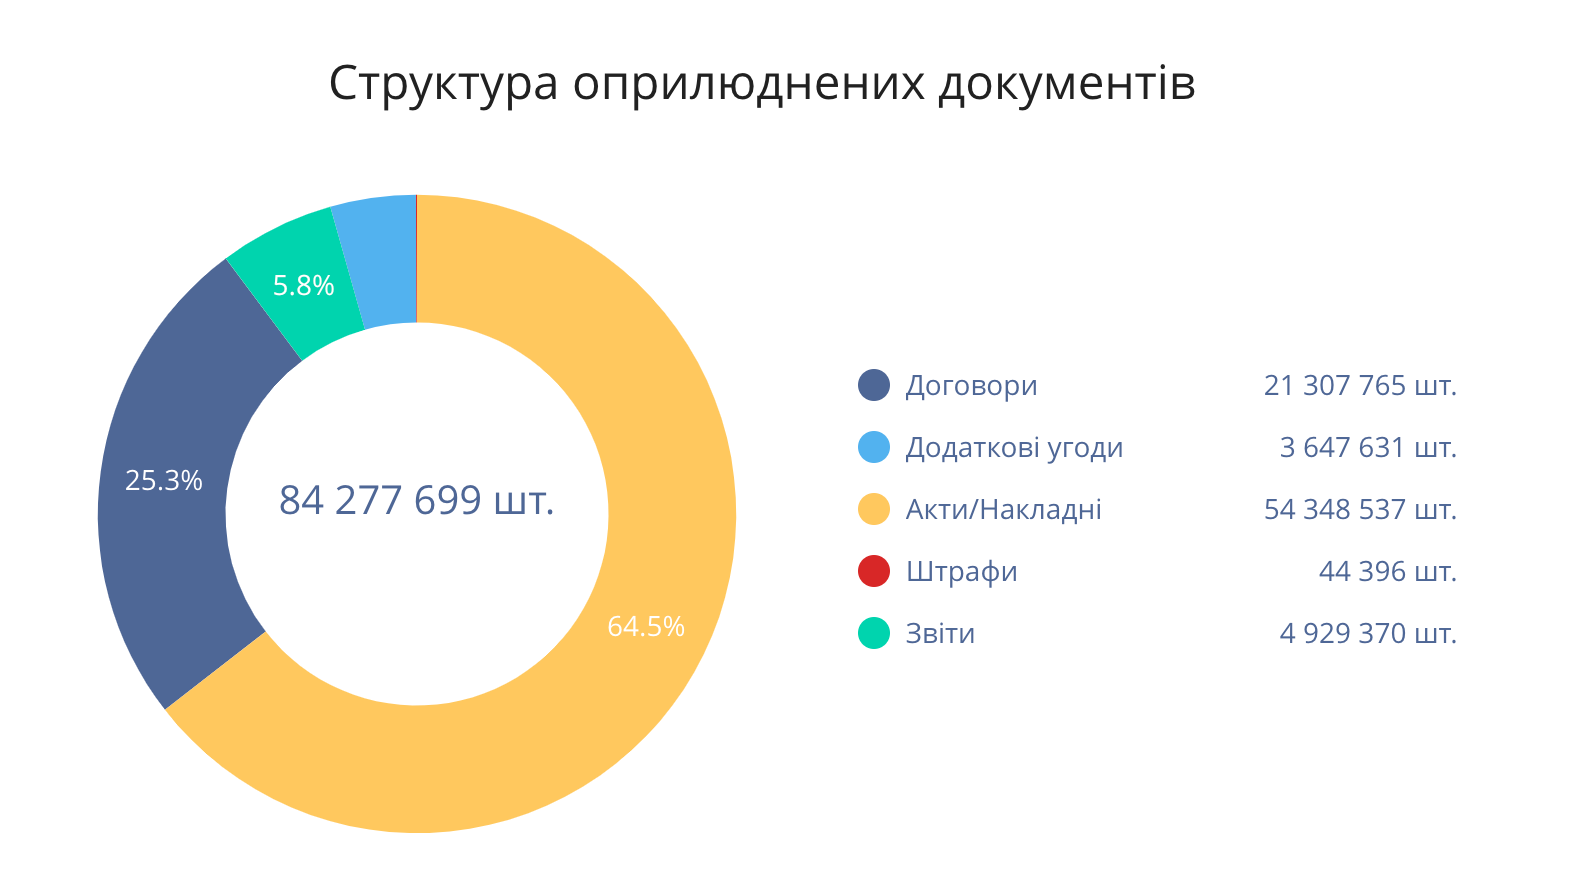 Структура оприлюднених документів
5.8%
25.3%
84 277 699 шт.
64.5%
Договори 21 307 765 шт.
Додаткові угоди 3 647 631 шт.
Акти/Накладні 54 348 537 шт.
Штрафи 44 396 шт.
Звіти 4 929 370 шт.